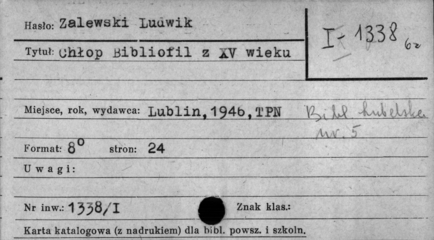 Hasło: Zalewski Ludwik
I-1338
Tytuł: Chłop Bibliofil z XV wieku
Miejsce, rok, wydawca: Lublin, 1946, TPN
Bibl. Lubelska
nr. 5
Format: 8° stron: 24
Uwagi:
Nr inw.: 1338/I Znak klas.:
Karta katalogowa (z nadrukiem) dla bibl. powsz. i szkoln.